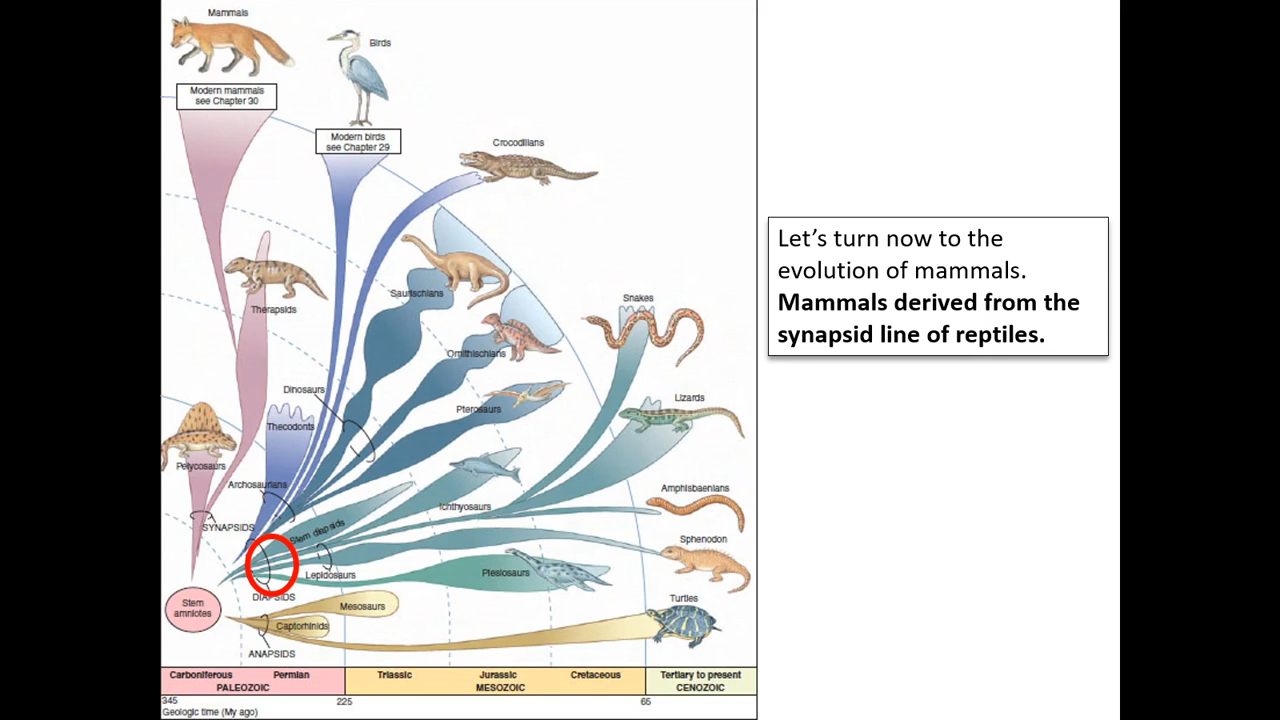 Mammals
Birds
Modern mammals
see Chapter 30
Modern birds
see Chapter 29
Crocodilians
Let's turn now to the
evolution of mammals.
Mammals derived from the
synapsid line of reptiles.
Saurischians
Snakes
Therapsids
Ornithischians
Dinosaurs
Pterosaurs
Lizards
Thecodonts
Pelycosaurs
Archosaurians
Amphisbaenians
Ichthyosaurs
SYNAPSIDS
Stem diapsids
Sphenodon
Lepidosaurs
Plesiosaurs
DIAPSIDS
Stem
amniotes
Mesosaurs
Turtles
Captorhinids
ANAPSIDS
Carboniferous Permian Triassic Jurassic Cretaceous Tertiary to present
PALEOZOIC MESOZOIC CENOZOIC
345 225 65
Geologic time (My ago)